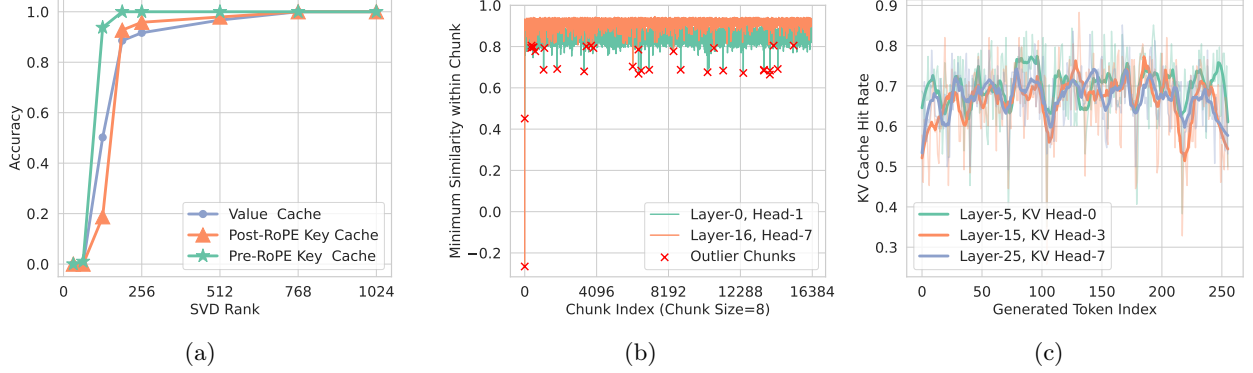 1.0
0.8
0.6
0.4
0.2
0.0
Accuracy
0
256
512
768
1024
SVD Rank
Value Cache
Post-RoPE Key Cache
Pre-RoPE Key Cache
(a)
1.0
0.8
0.6
0.4
0.2
0.0
−0.2
Minimum Similarity within Chunk
0
4096
8192
12288
16384
Chunk Index (Chunk Size=8)
Layer-0, Head-1
Layer-16, Head-7
Outlier Chunks
(b)
0.9
0.8
0.7
0.6
0.5
0.4
0.3
KV Cache Hit Rate
0
50
100
150
200
250
Generated Token Index
Layer-5, KV Head-0
Layer-15, KV Head-3
Layer-25, KV Head-7
(c)